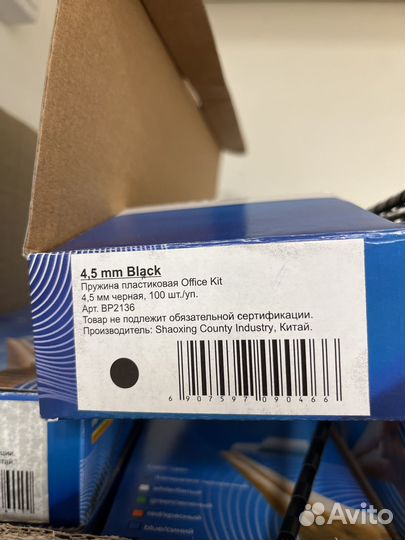 4,5 mm Black
Пружина пластиковая Office Kit
4,5 мм черная, 100 шт./уп.
Арт. BP2136
Товар не подлежит обязательной сертификации.
Производитель: Shaoxing County Industry, Китай.
6 907597 090466
Avito